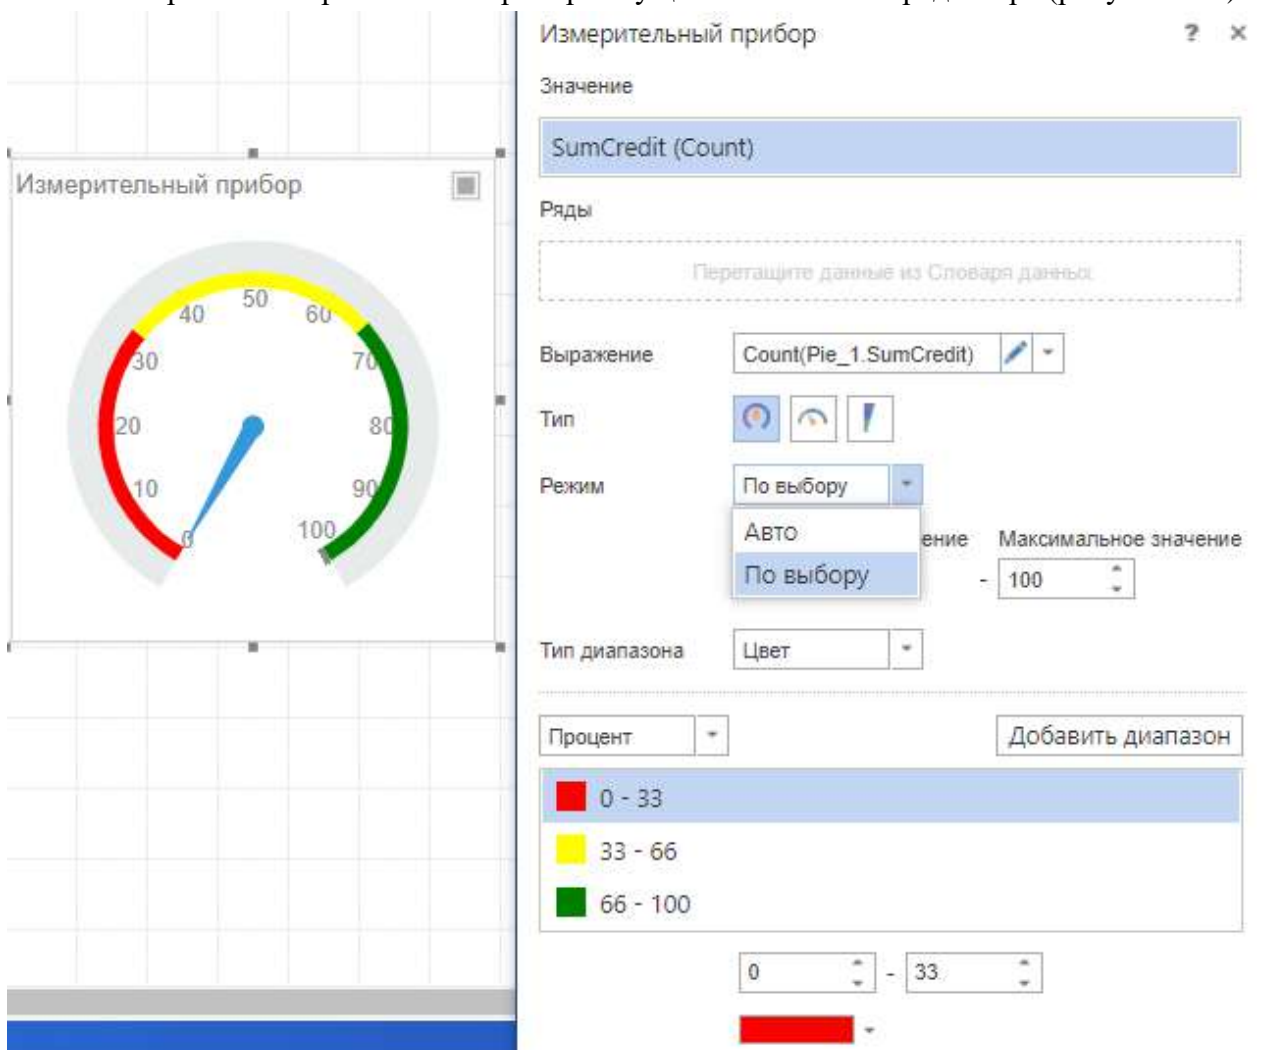 Измерительный прибор ? ×
Значение
SumCredit (Count)
Ряды
Перетащите данные из Словаря данных
Выражение Count(Pie_1.SumCredit)
Тип
Режим По выбору
Авто
По выбору
Максимальное значение
- 100
Тип диапазона Цвет
Процент Добавить диапазон
0 - 33
33 - 66
66 - 100
0 - 33
Измерительный прибор
0
10
20
30
40
50
60
70
80
90
100